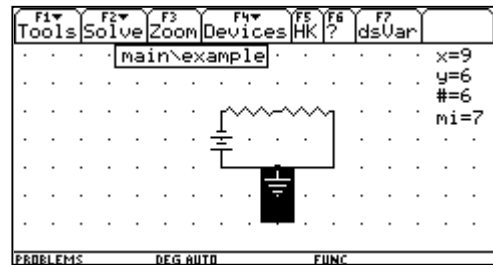 F1▼ F2▼ F3 F4▼ F5 F6 F7
Tools Solve Zoom Devices HK ? dsVar
main\example
x=9
y=6
#=6
mi=7
PROBLEMS DEG AUTO FUNC